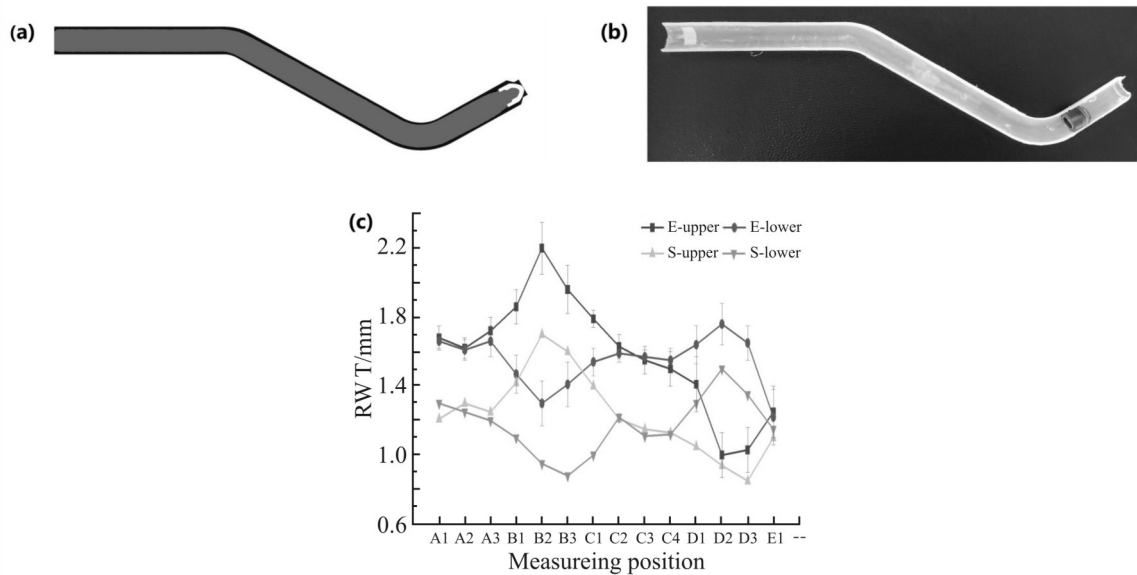 (a)
(b)
(c)
E-upper E-lower
S-upper S-lower
RW T/mm
2.2
1.8
1.4
1.0
0.6
A1 A2 A3 B1 B2 B3 C1 C2 C3 C4 D1 D2 D3 E1 --
Measureing position